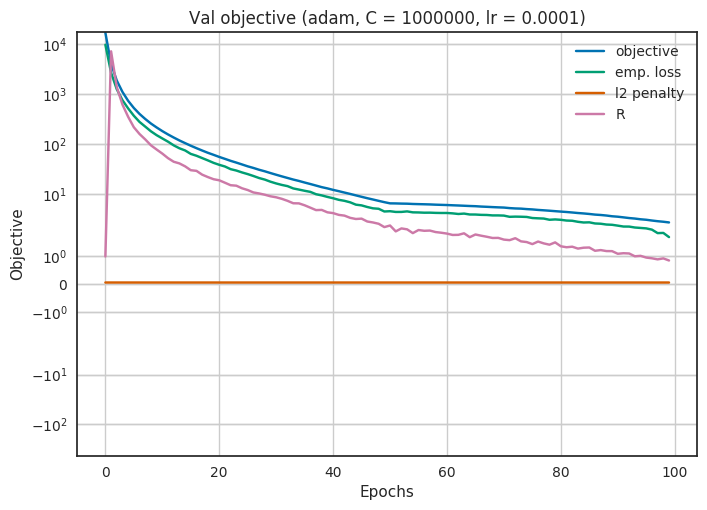 Val objective (adam, C = 1000000, lr = 0.0001)
objective
emp. loss
l2 penalty
R
Objective
10^4
10^3
10^2
10^1
10^0
0
−10^0
−10^1
−10^2
0 20 40 60 80 100
Epochs